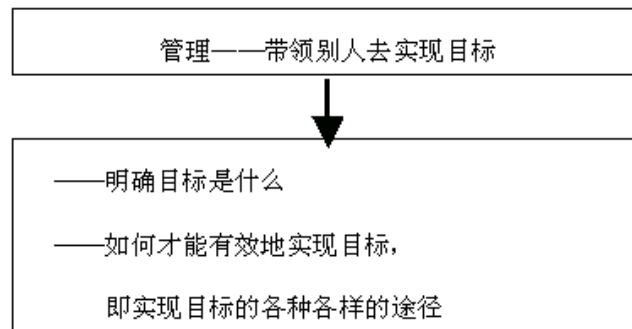 管理——带领别人去实现目标
——明确目标是什么
——如何才能有效地实现目标，
即实现目标的各种各样的途径